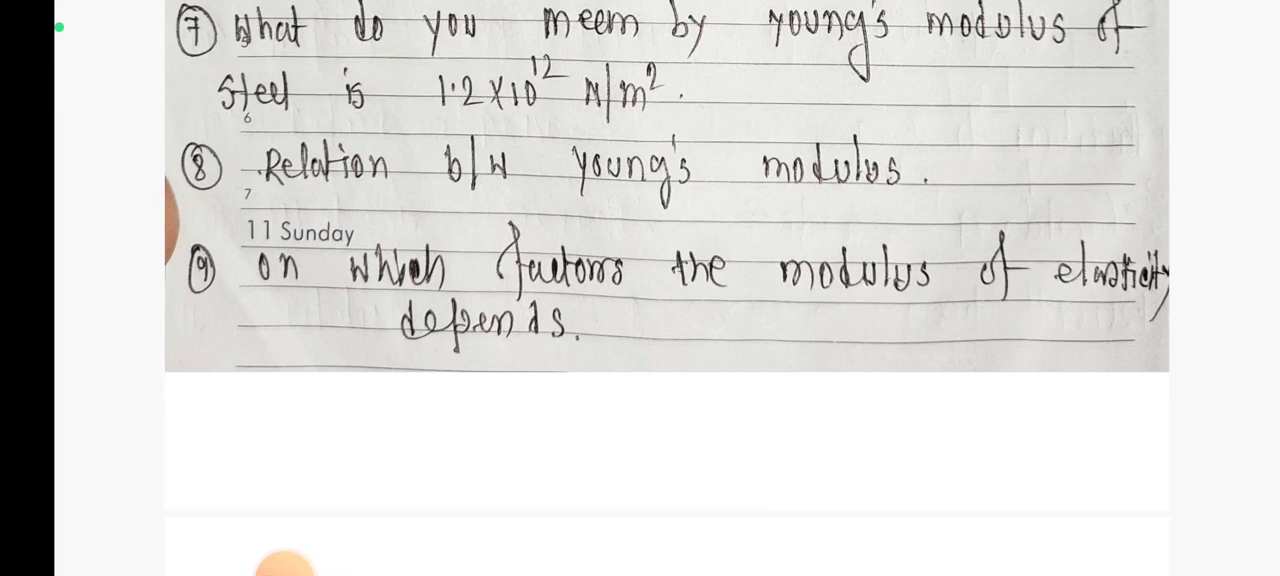 ⑦ What do you meem by young's modulus of
Steel is 1.2 X 10¹² N/m².
6
⑧ Relation b/w young's modulus.
7
11 Sunday
⑨ on which factors the modulus of elasticity
depends.